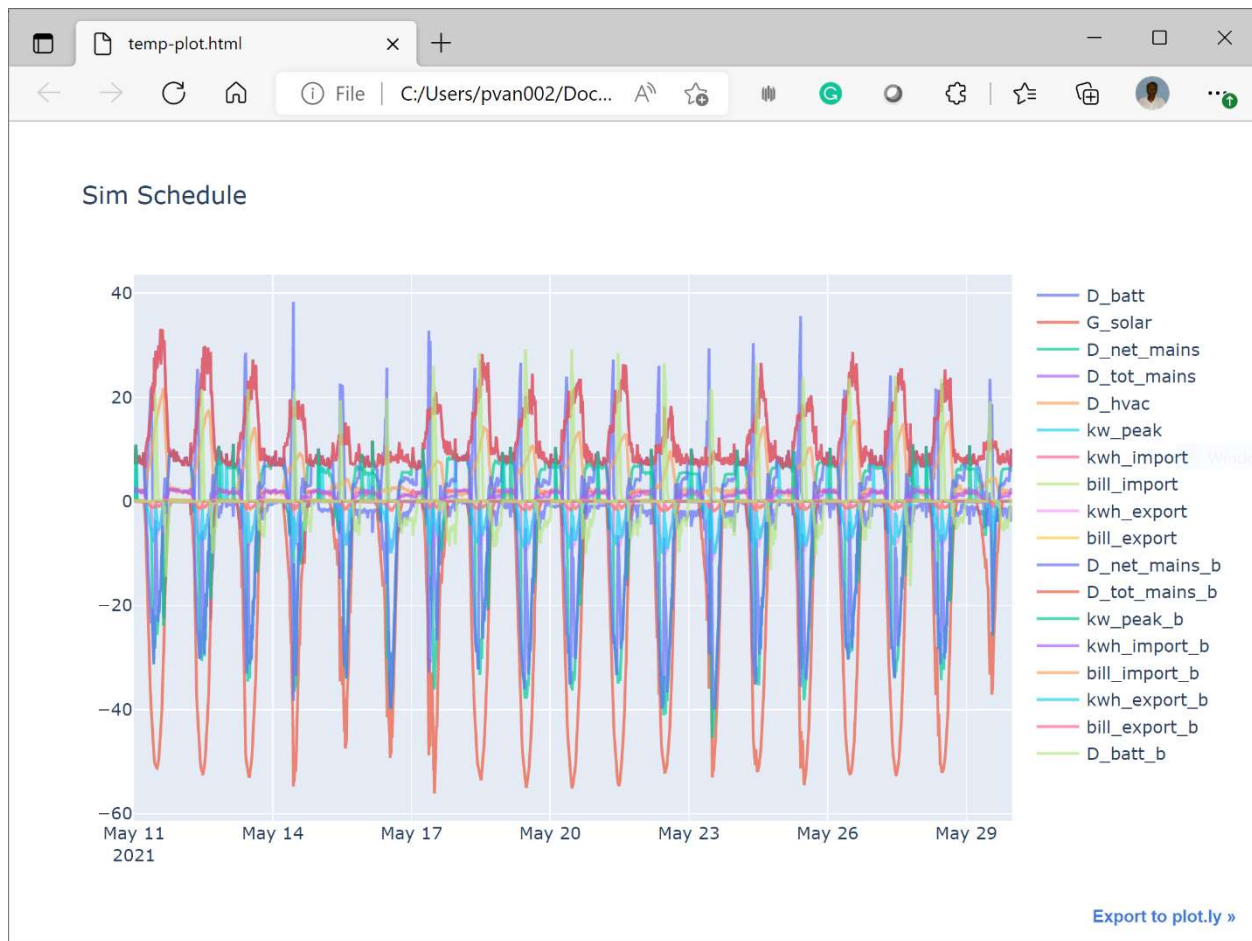 temp-plot.html
File
C:/Users/pvan002/Doc...
Sim Schedule
40
20
0
−20
−40
−60
May 11
2021
May 14
May 17
May 20
May 23
May 26
May 29
D_batt
G_solar
D_net_mains
D_tot_mains
D_hvac
kw_peak
kwh_import
bill_import
kwh_export
bill_export
D_net_mains_b
D_tot_mains_b
kw_peak_b
kwh_import_b
bill_import_b
kwh_export_b
bill_export_b
D_batt_b
Export to plot.ly »